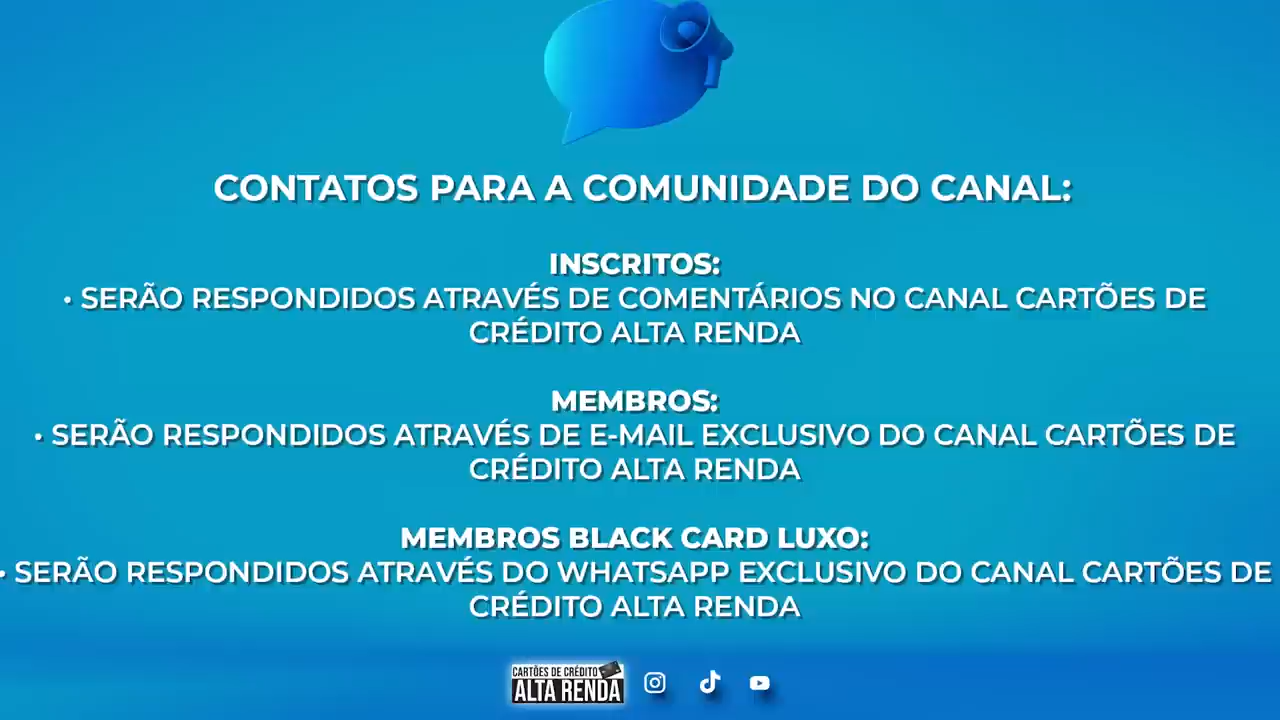 CONTATOS PARA A COMUNIDADE DO CANAL:
INSCRITOS:
• SERÃO RESPONDIDOS ATRAVÉS DE COMENTÁRIOS NO CANAL CARTÕES DE
CRÉDITO ALTA RENDA
MEMBROS:
• SERÃO RESPONDIDOS ATRAVÉS DE E-MAIL EXCLUSIVO DO CANAL CARTÕES DE
CRÉDITO ALTA RENDA
MEMBROS BLACK CARD LUXO:
• SERÃO RESPONDIDOS ATRAVÉS DO WHATSAPP EXCLUSIVO DO CANAL CARTÕES DE
CRÉDITO ALTA RENDA
CARTÕES DE CRÉDITO
ALTA RENDA